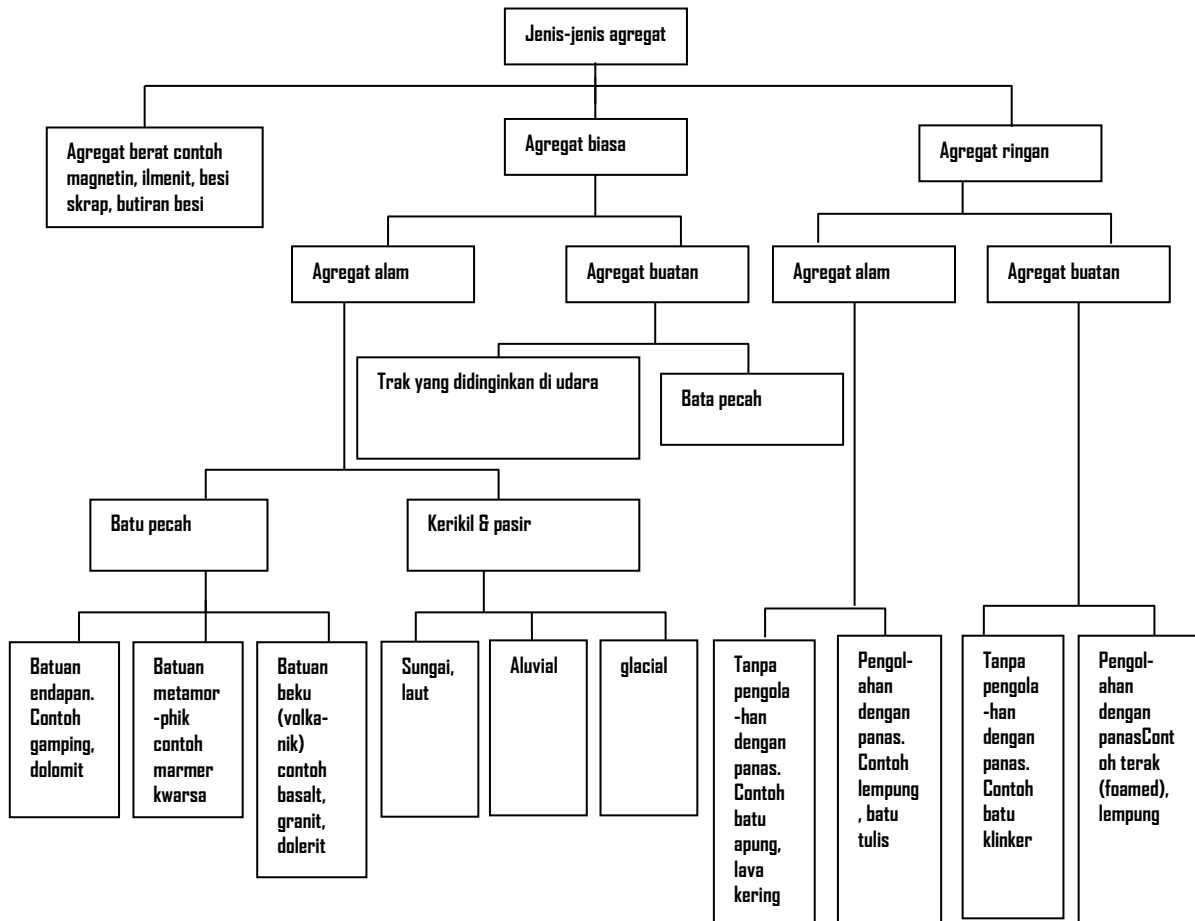 Jenis-jenis agregat
Agregat berat contoh
magnetin, ilmenit, besi
skrap, butiran besi
Agregat biasa
Agregat ringan
Agregat alam
Agregat buatan
Agregat alam
Agregat buatan
Trak yang didinginkan di udara
Bata pecah
Batu pecah
Kerikil & pasir
Batuan
endapan.
Contoh
gamping,
dolomit
Batuan
metamor
-phik
contoh
marmer
kwarsa
Batuan
beku
(volka-
nik)
contoh
basalt,
granit,
dolerit
Sungai,
laut
Aluvial
glacial
Tanpa
pengola
-han
dengan
panas.
Contoh
batu
apung,
lava
kering
Pengol-
ahan
dengan
panas.
Contoh
lempung
, batu
tulis
Tanpa
pengola
-han
dengan
panas.
Contoh
batu
klinker
Pengol-
ahan
dengan
panasCont
oh terak
(foamed),
lempung